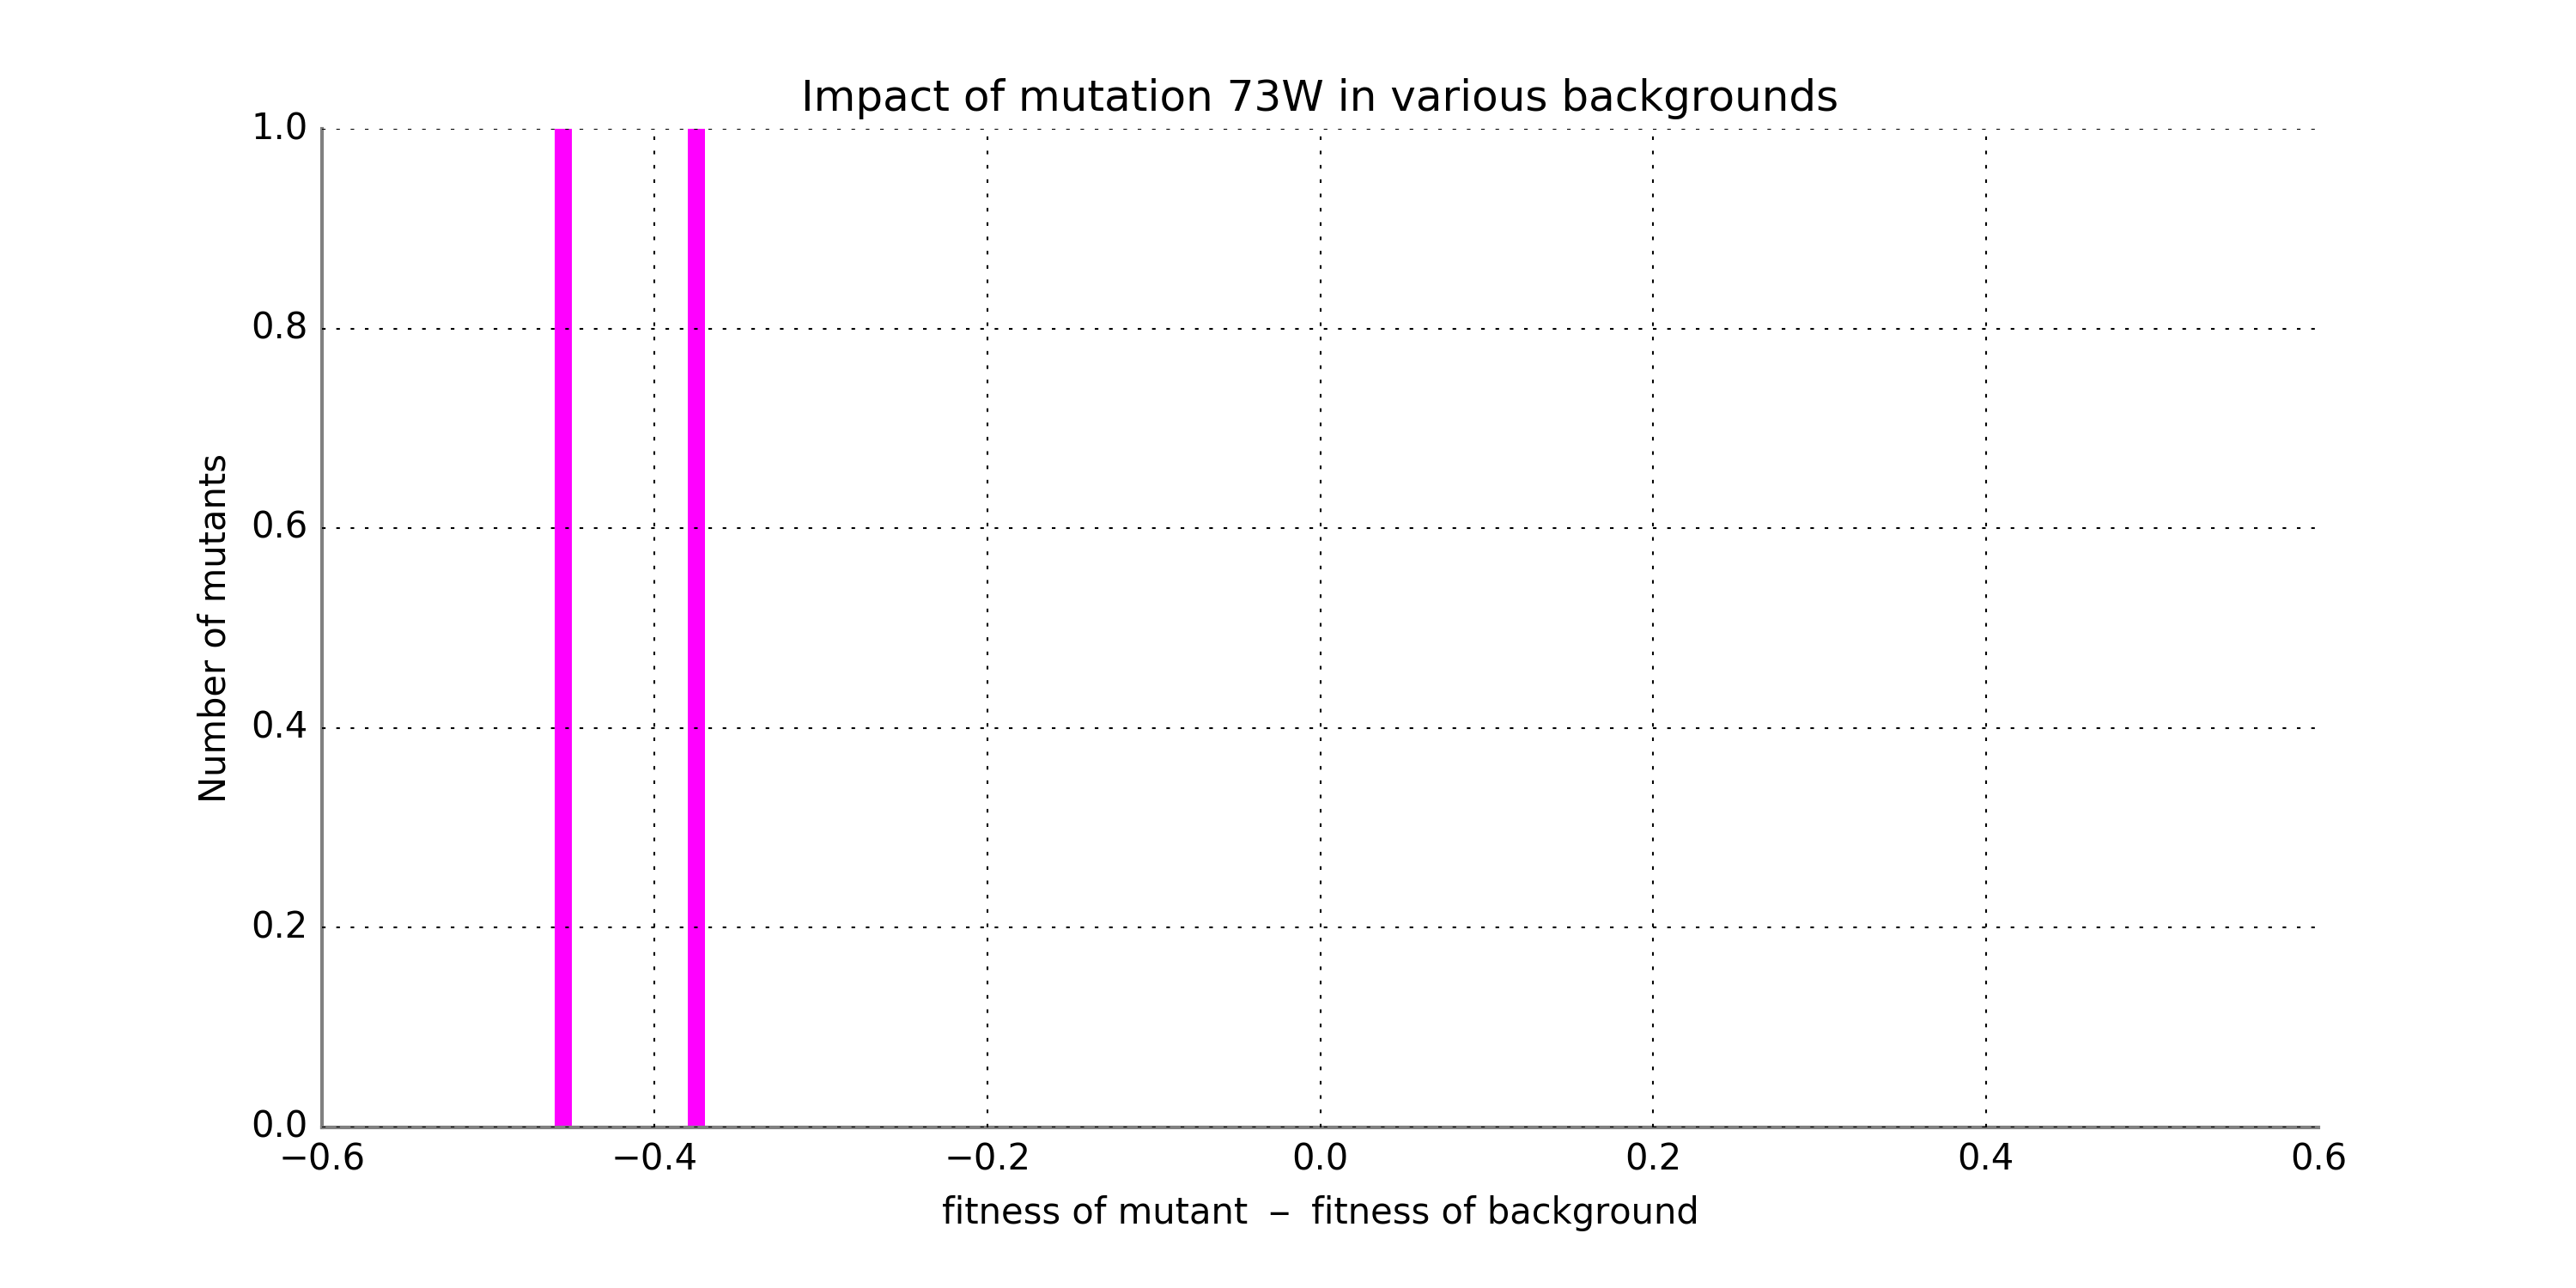 Impact of mutation 73W in various backgrounds
1.0
0.8
0.6
0.4
0.2
0.0
Number of mutants
−0.6 −0.4 −0.2 0.0 0.2 0.4 0.6
fitness of mutant − fitness of background